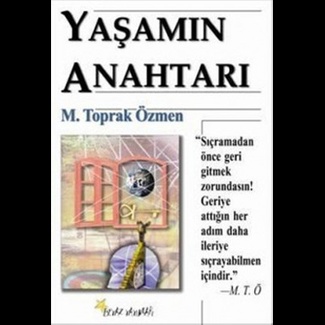 YAŞAMIN
ANAHTARI
M. Toprak Özmen
“Sıçramadan
önce geri
gitmek
zorundasın!
Geriye
attığın her
adım daha
ileriye
sıçrayabilmen
içindir.”
—M. T. Ö